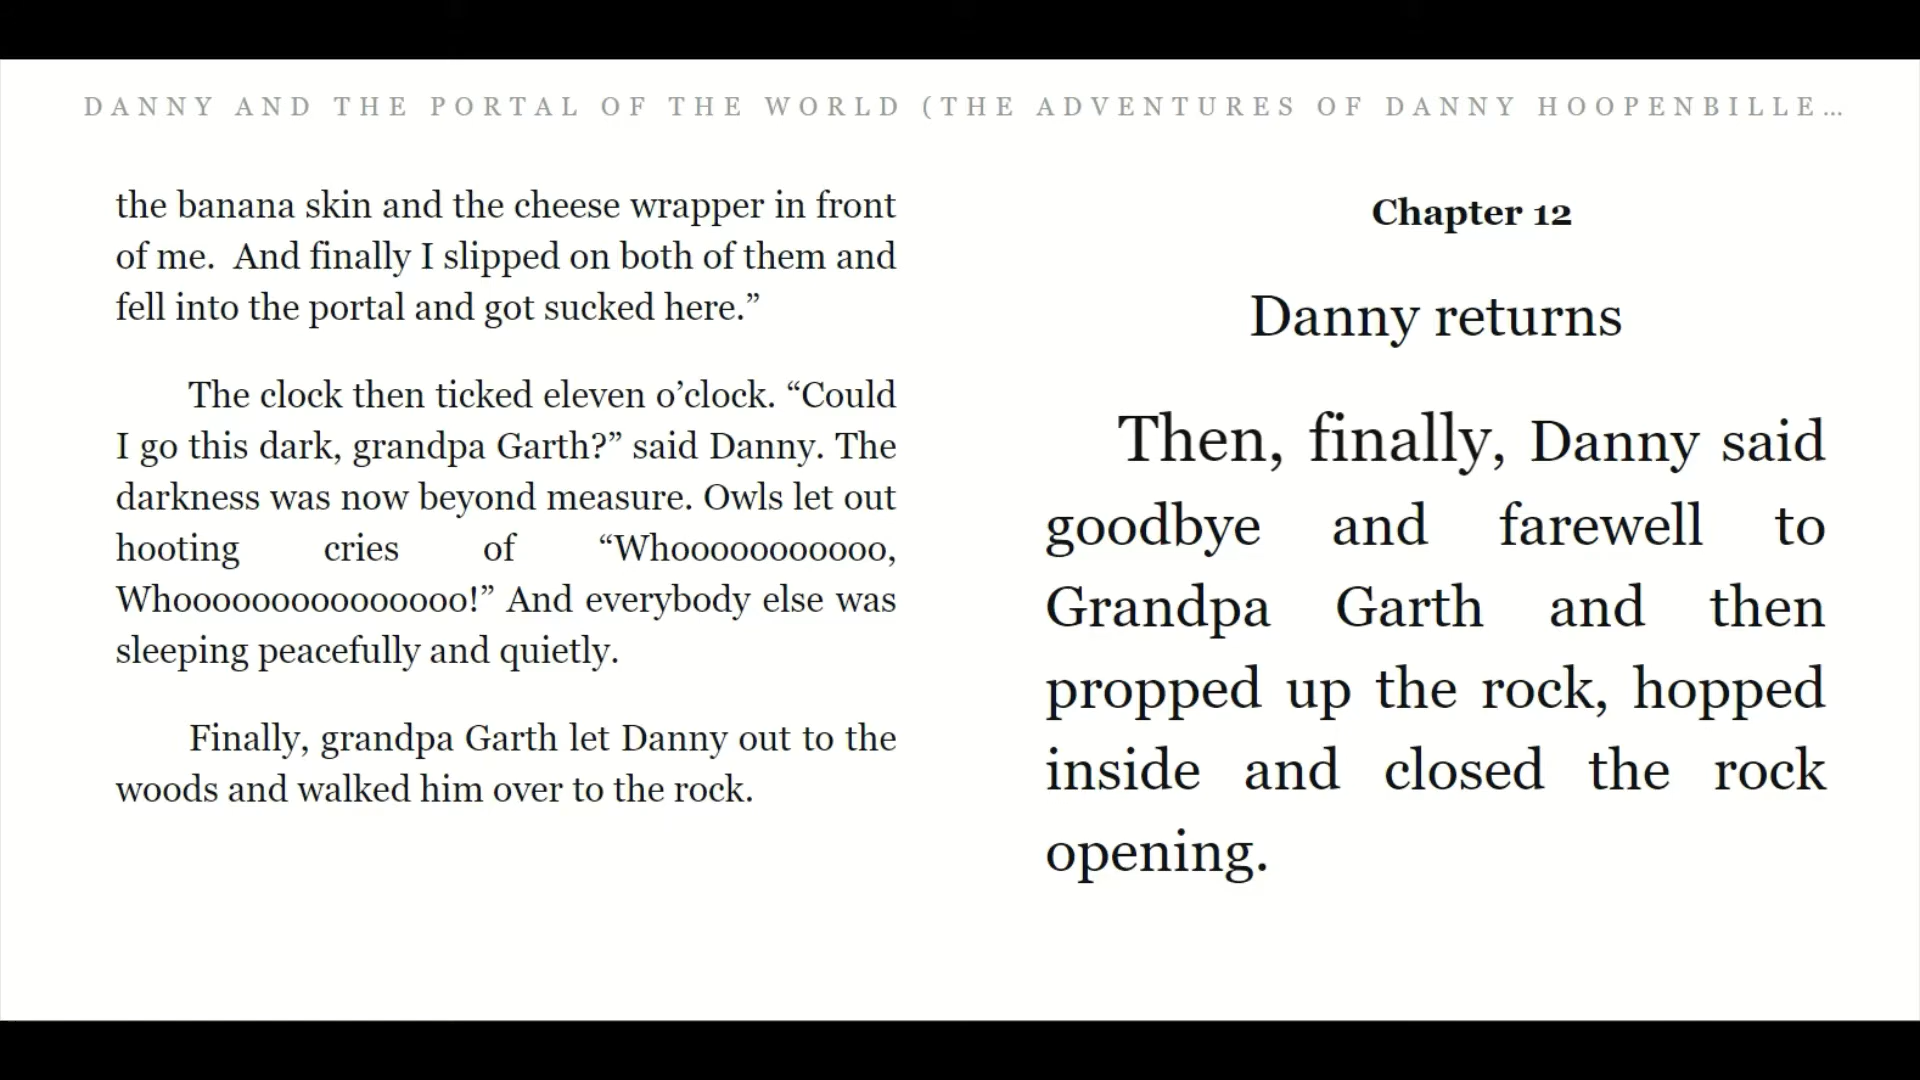 DANNY AND THE PORTAL OF THE WORLD (THE ADVENTURES OF DANNY HOOPENBILLE…
the banana skin and the cheese wrapper in front
of me.  And finally I slipped on both of them and
fell into the portal and got sucked here.”
The clock then ticked eleven o’clock. “Could
I go this dark, grandpa Garth?” said Danny. The
darkness was now beyond measure. Owls let out
hooting cries of “Whooooooooooo,
Whooooooooooooooo!” And everybody else was
sleeping peacefully and quietly.
Finally, grandpa Garth let Danny out to the
woods and walked him over to the rock.
Chapter 12
Danny returns
Then, finally, Danny said
goodbye and farewell to
Grandpa Garth and then
propped up the rock, hopped
inside and closed the rock
opening.